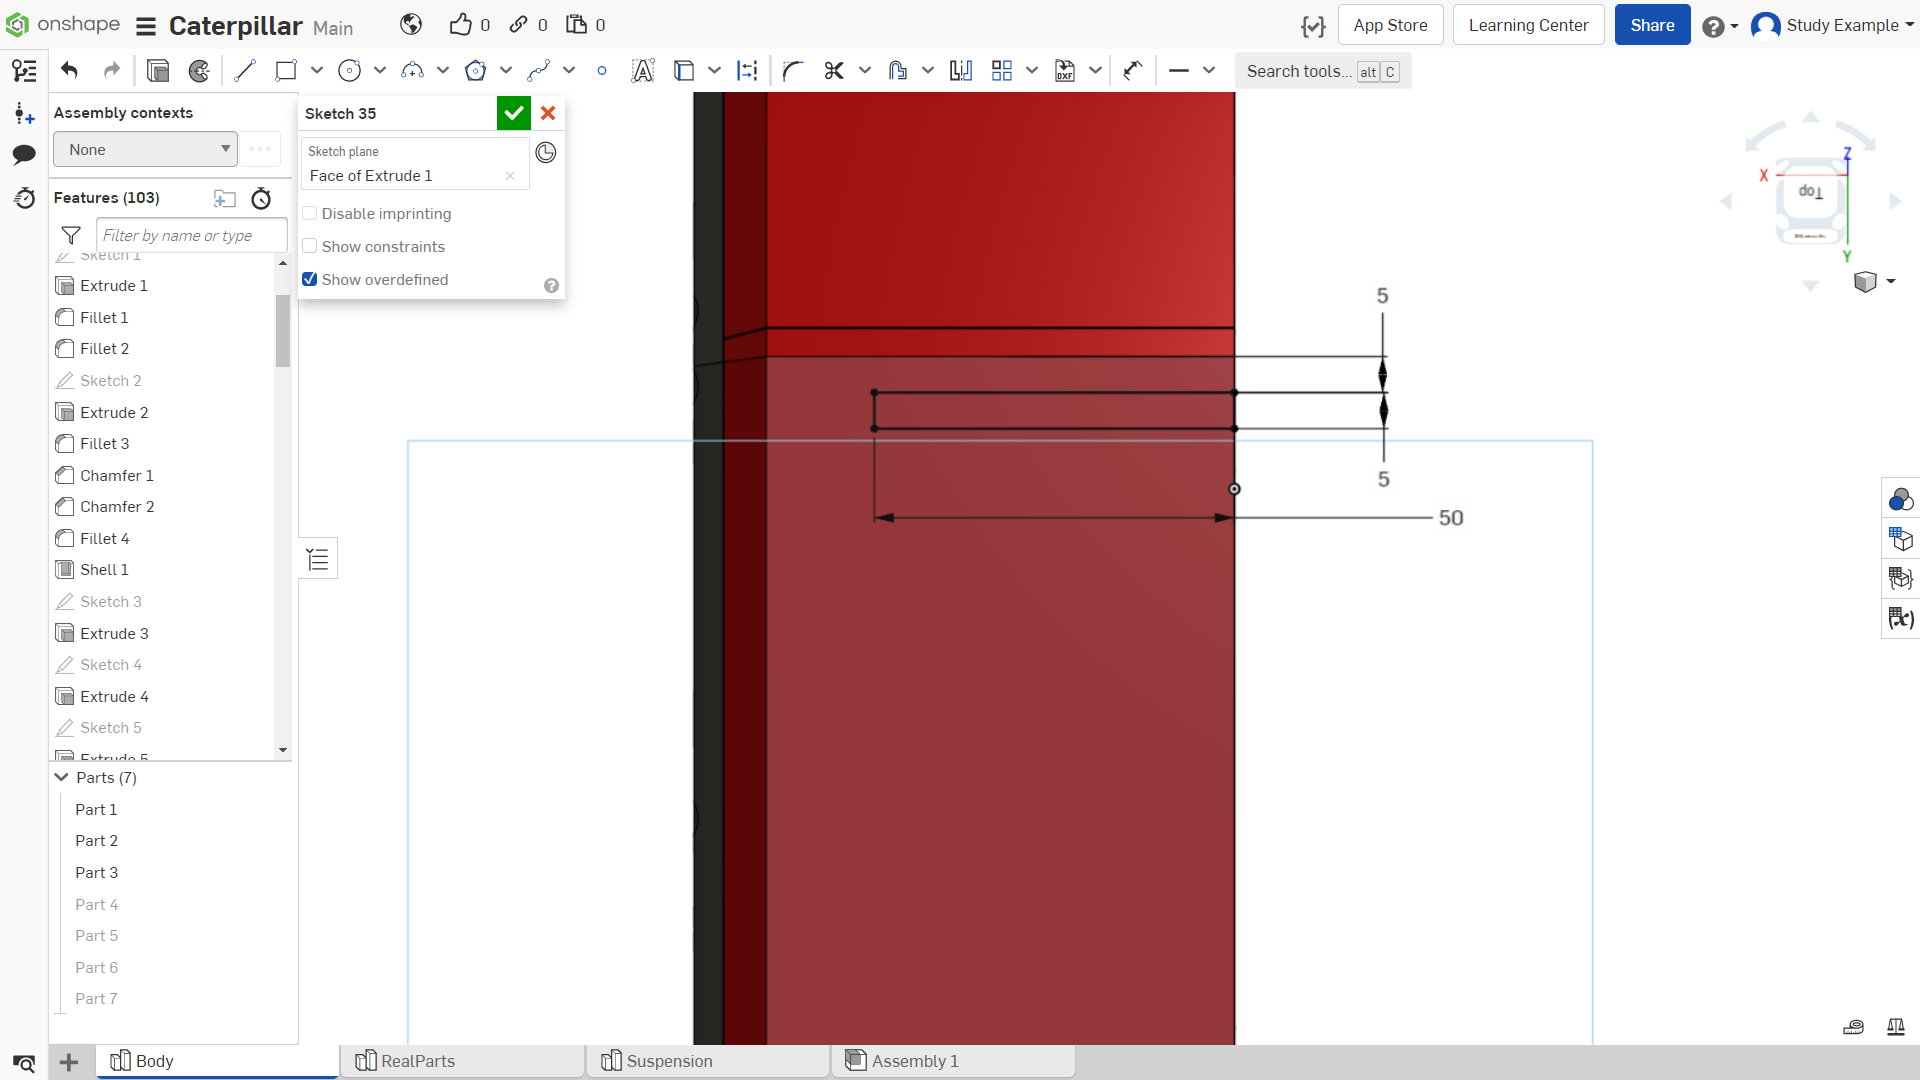 onshape Caterpillar Main 0 0 0 App Store Learning Center Share Study Example
Search tools... alt C
Assembly contexts
None
Features (103)
Filter by name or type
Sketch 1
Extrude 1
Fillet 1
Fillet 2
Sketch 2
Extrude 2
Fillet 3
Chamfer 1
Chamfer 2
Fillet 4
Shell 1
Sketch 3
Extrude 3
Sketch 4
Extrude 4
Sketch 5
Extrude 5
Parts (7)
Part 1
Part 2
Part 3
Part 4
Part 5
Part 6
Part 7
Sketch 35
Sketch plane
Face of Extrude 1
Disable imprinting
Show constraints
Show overdefined
5
5
50
Z
X
Top
Y
Body RealParts Suspension Assembly 1